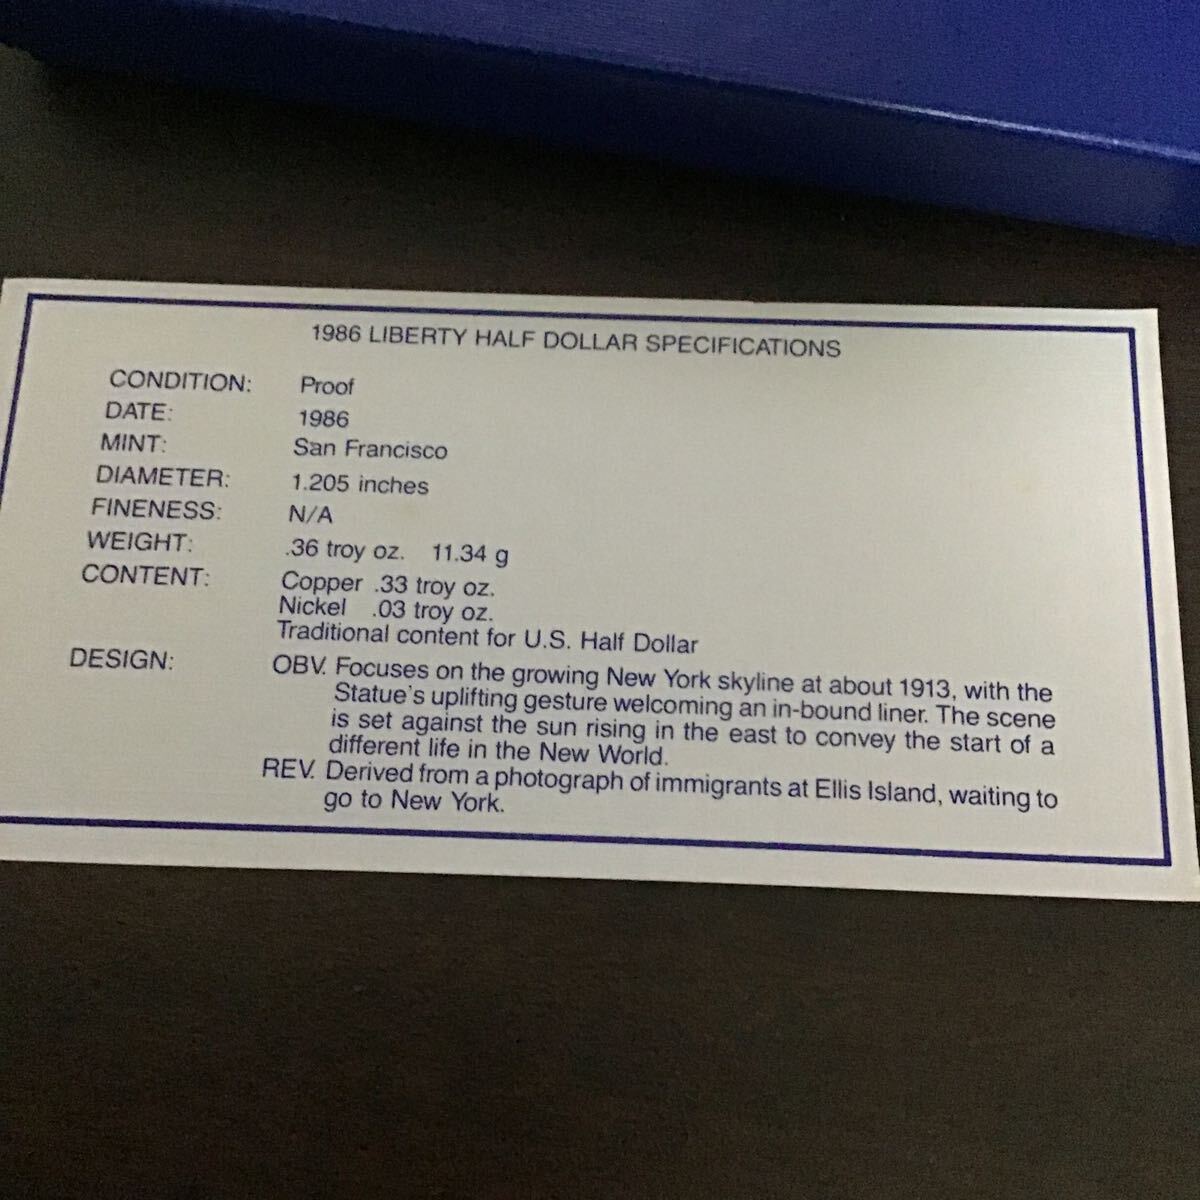 1986 LIBERTY HALF DOLLAR SPECIFICATIONS
CONDITION: Proof
DATE: 1986
MINT: San Francisco
DIAMETER: 1.205 inches
FINENESS: N/A
WEIGHT: .36 troy oz. 11.34 g
CONTENT: Copper .33 troy oz.
Nickel .03 troy oz.
Traditional content for U.S. Half Dollar
DESIGN: OBV. Focuses on the growing New York skyline at about 1913, with the
Statue's uplifting gesture welcoming an in-bound liner. The scene
is set against the sun rising in the east to convey the start of a
different life in the New World.
REV. Derived from a photograph of immigrants at Ellis Island, waiting to
go to New York.